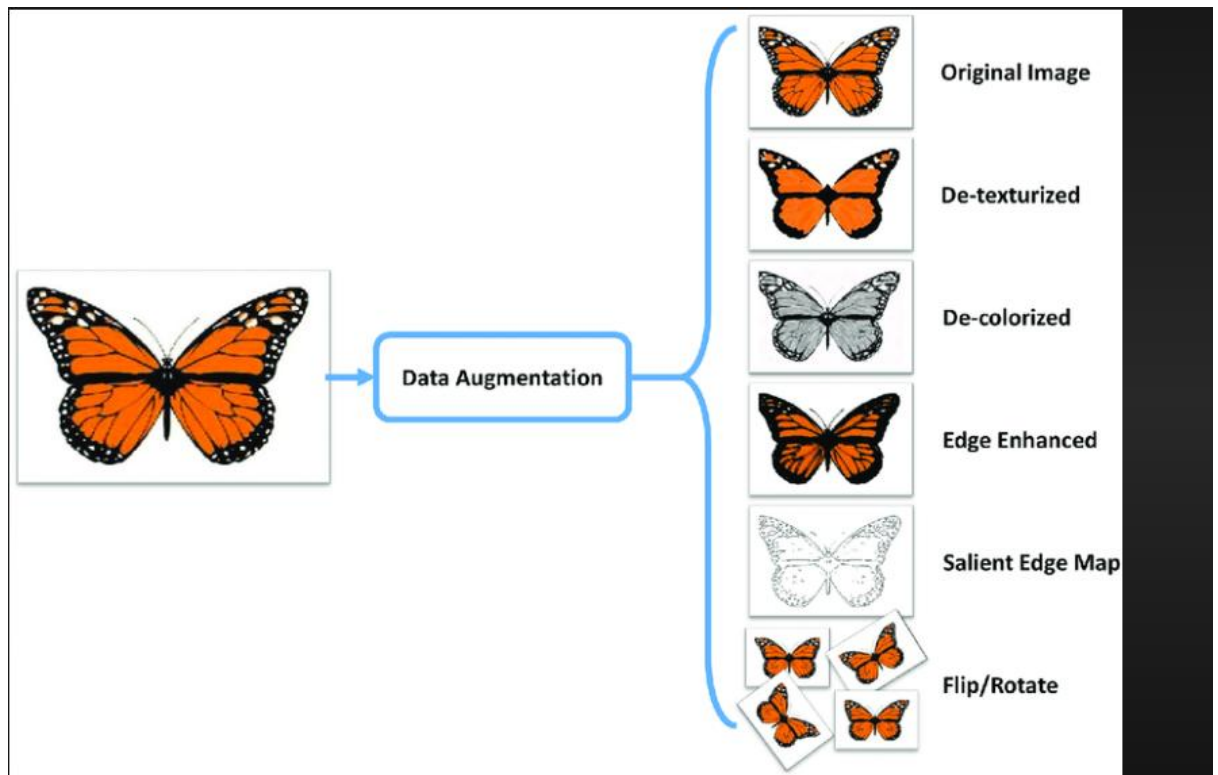 Original Image
De-texturized
De-colorized
Data Augmentation
Edge Enhanced
Salient Edge Map
Flip/Rotate